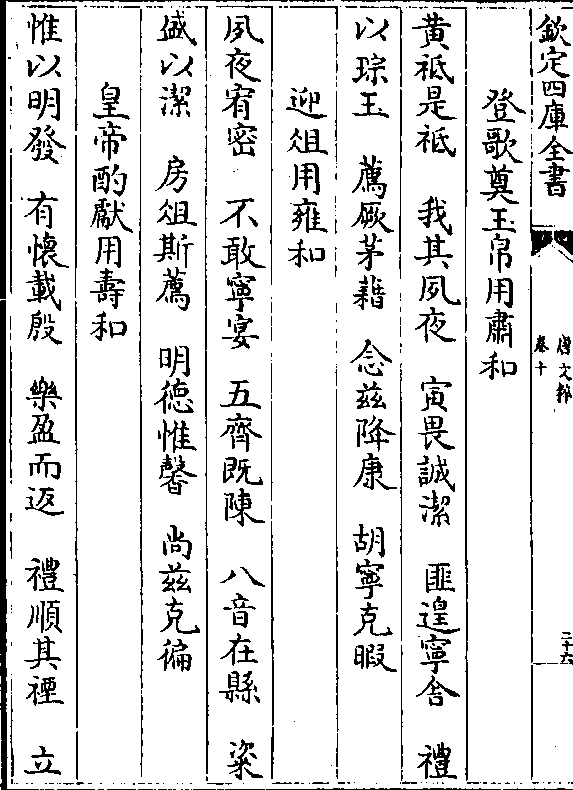 欽定四庫全書
唐文粹
卷十
二十六
登歌奠玉帛用肅和
黄祇是祗 我其夙夜 寅畏誠潔 匪遑寧舍 禮
以琮玉 薦厥茅藉 念兹降康 胡寧克暇
迎俎用雍和
夙夜宥密 不敢寧宴 五齊既陳 八音在縣 粢
盛以潔 房俎斯薦 明德惟馨 尚兹克徧
皇帝酌獻用壽和
惟以明發 有懷載殷 樂盈而返 禮順其禋 立